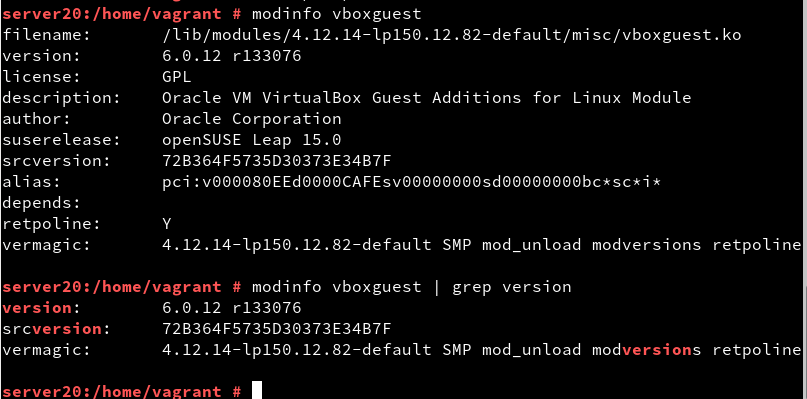 server20:/home/vagrant # modinfo vboxguest
filename:       /lib/modules/4.12.14-lp150.12.82-default/misc/vboxguest.ko
version:        6.0.12 r133076
license:        GPL
description:    Oracle VM VirtualBox Guest Additions for Linux Module
author:         Oracle Corporation
suserelease:    openSUSE Leap 15.0
srcversion:     72B364F5735D30373E34B7F
alias:          pci:v000080EEd0000CAFEsv00000000sd00000000bc*sc*i*
depends:
retpoline:      Y
vermagic:       4.12.14-lp150.12.82-default SMP mod_unload modversions retpoline
server20:/home/vagrant # modinfo vboxguest | grep version
version:        6.0.12 r133076
srcversion:     72B364F5735D30373E34B7F
vermagic:       4.12.14-lp150.12.82-default SMP mod_unload modversions retpoline
server20:/home/vagrant #